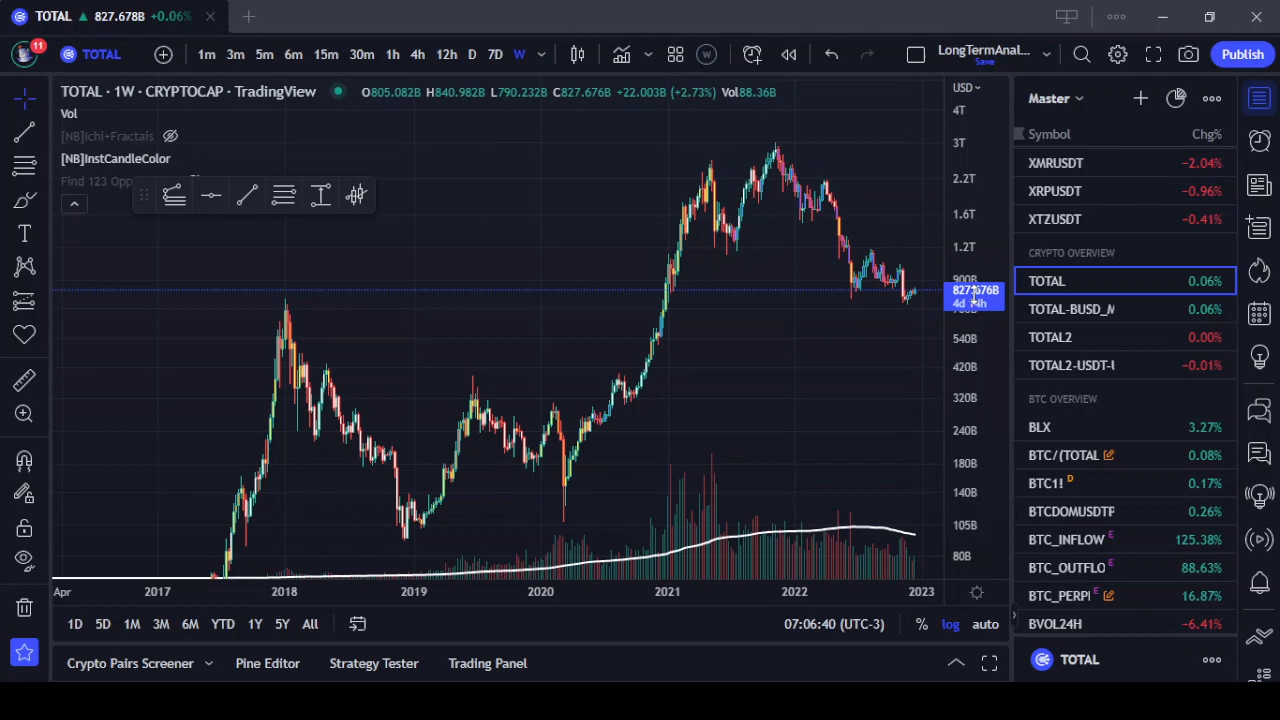 TOTAL ▲ 827.678B +0.06%
11 TOTAL 1m 3m 5m 6m 15m 30m 1h 4h 12h D 7D W W LongTermAnal... Save Publish
TOTAL · 1W · CRYPTOCAP · TradingView O805.082B H840.982B L790.232B C827.676B +22.003B (+2.73%) Vol88.36B
Vol
[NB]Ichi+Fractals
[NB]InstCandleColor
Find 123 Opp
USD
4T
3T
2.2T
1.6T
1.2T
900B
540B
420B
320B
240B
180B
140B
105B
80B
Apr 2017 2018 2019 2020 2021 2022 2023
1D 5D 1M 3M 6M YTD 1Y 5Y All 07:06:40 (UTC-3) % log auto
Crypto Pairs Screener Pine Editor Strategy Tester Trading Panel
Master
Symbol Chg%
XMRUSDT −2.04%
XRPUSDT −0.96%
XTZUSDT −0.41%
CRYPTO OVERVIEW
TOTAL 0.06%
TOTAL-BUSD_M 0.06%
TOTAL2 0.00%
TOTAL2-USDT-U −0.01%
BTC OVERVIEW
BLX 3.27%
BTC/(TOTAL 0.08%
BTC1! D 0.17%
BTCDOMUSDTP 0.26%
BTC_INFLOW E 125.38%
BTC_OUTFLO E 88.63%
BTC_PERPI E 16.87%
BVOL24H −6.41%
TOTAL